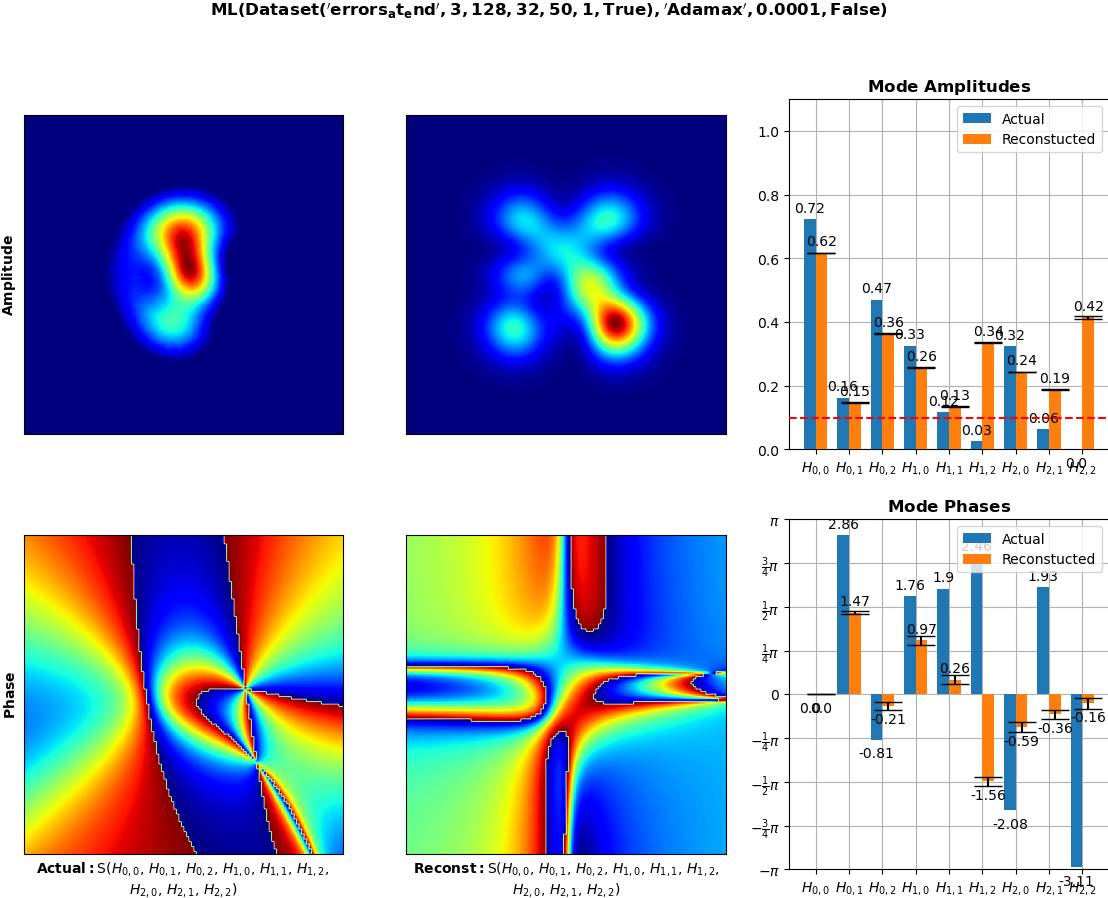 ML(Dataset('errors_at_end', 3, 128, 32, 50, 1, True), 'Adamax', 0.0001, False)
Amplitude
Mode Amplitudes
Actual
Reconstucted
1.0
0.8
0.6
0.4
0.2
0.0
0.72
0.62
0.16
0.15
0.47
0.36
0.33
0.26
0.12
0.13
0.03
0.34
0.32
0.24
0.06
0.19
0.0
0.42
H0,0 H0,1 H0,2 H1,0 H1,1 H1,2 H2,0 H2,1 H2,2
Phase
Mode Phases
Actual
Reconstucted
π
3/4π
1/2π
1/4π
0
−1/4π
−1/2π
−3/4π
−π
0.0
0.0
2.86
1.47
-0.81
-0.21
1.76
0.97
1.9
0.26
2.46
-1.56
-2.08
-0.59
1.93
-0.36
-3.11
-0.16
H0,0 H0,1 H0,2 H1,0 H1,1 H1,2 H2,0 H2,1 H2,2
Actual: S(H0,0, H0,1, H0,2, H1,0, H1,1, H1,2,
H2,0, H2,1, H2,2)
Reconst: S(H0,0, H0,1, H0,2, H1,0, H1,1, H1,2,
H2,0, H2,1, H2,2)